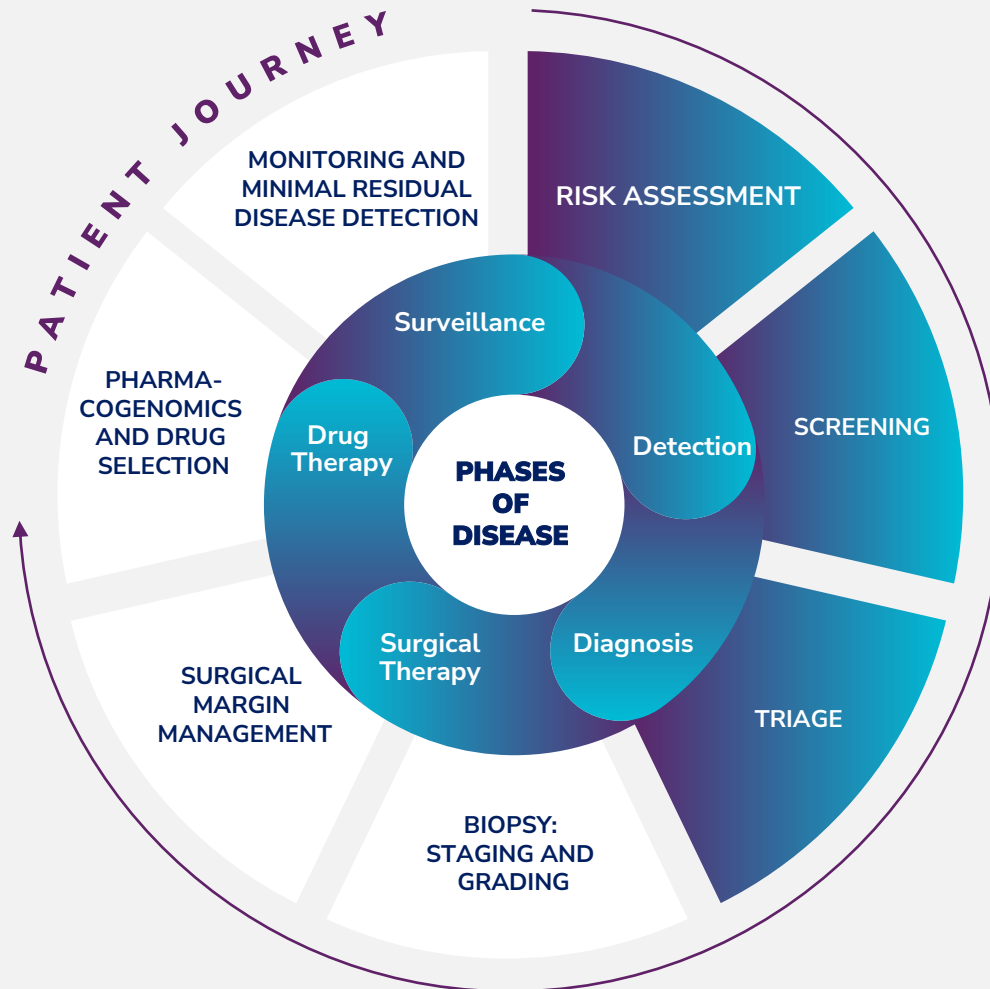 PATIENT JOURNEY
RISK ASSESSMENT
SCREENING
TRIAGE
BIOPSY:
STAGING AND
GRADING
SURGICAL
MARGIN
MANAGEMENT
PHARMA-
COGENOMICS
AND DRUG
SELECTION
MONITORING AND
MINIMAL RESIDUAL
DISEASE DETECTION
Detection
Diagnosis
Surgical
Therapy
Drug
Therapy
Surveillance
PHASES
OF
DISEASE